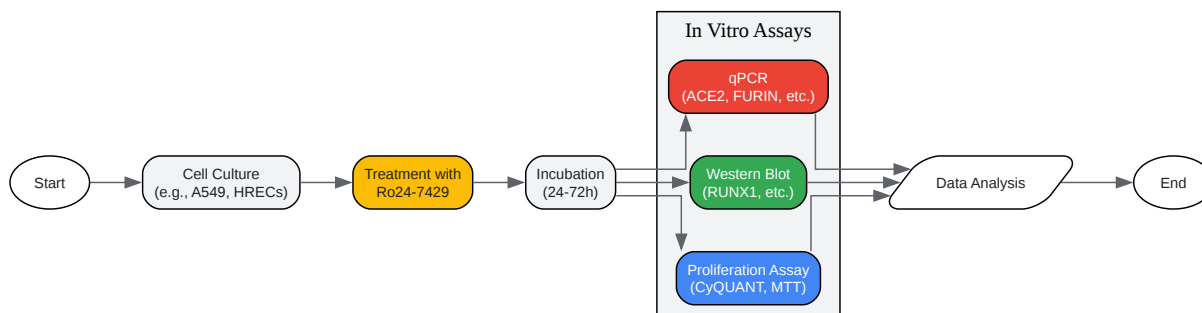 In Vitro Assays
qPCR
(ACE2, FURIN, etc.)
Start
Cell Culture
(e.g., A549, HRECs)
Treatment with
Ro24-7429
Incubation
(24-72h)
Western Blot
(RUNX1, etc.)
Data Analysis
End
Proliferation Assay
(CyQUANT, MTT)